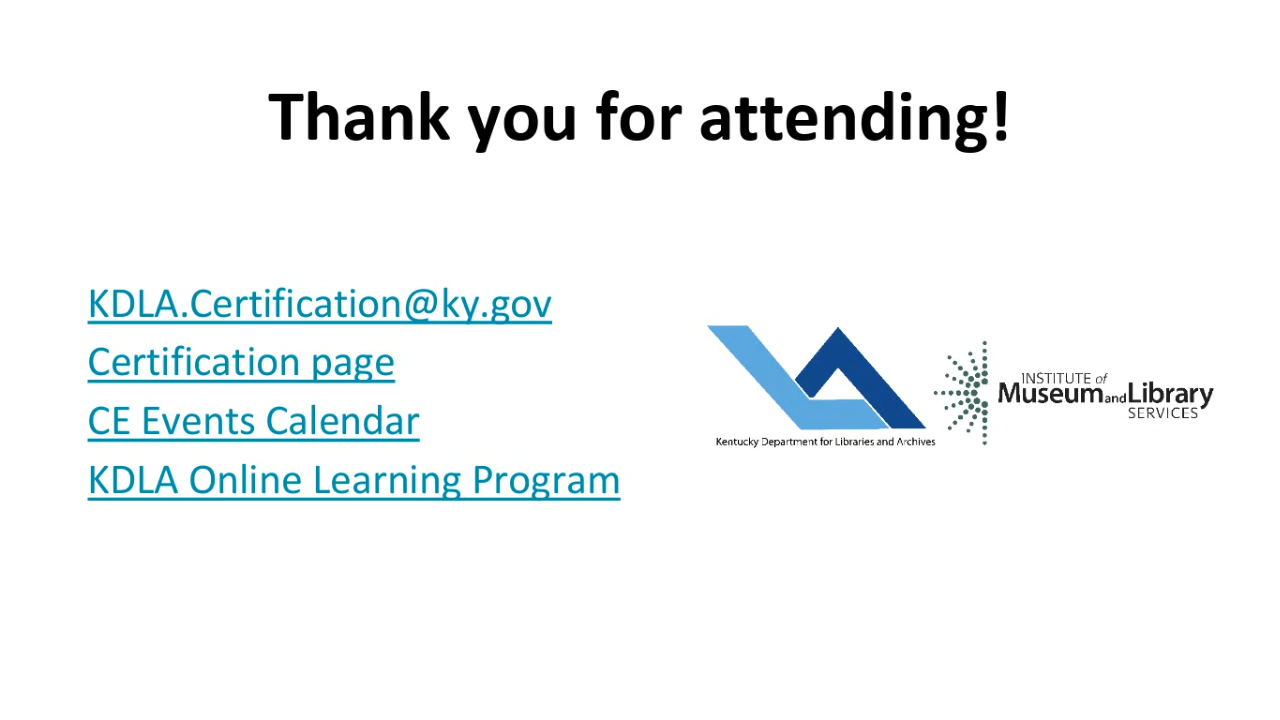 Thank you for attending!
KDLA.Certification@ky.gov
Certification page
CE Events Calendar
KDLA Online Learning Program
Kentucky Department for Libraries and Archives
INSTITUTE of
Museum and Library
SERVICES